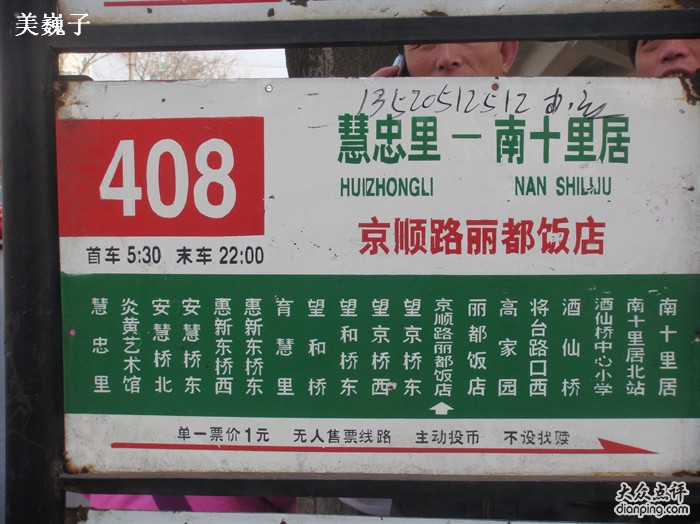 美巍子
13520512512
408
慧忠里一南十里居
HUIZHONGLI NAN SHILIJU
京顺路丽都饭店
首车 5:30 末车 22:00
慧忠里
炎黄艺术馆
安慧桥北
安慧桥东
惠新东桥西
惠新东桥东
育慧里
望和桥
望和桥东
望京桥西
望京桥东
京顺路丽都饭店
丽都饭店
高家园
将台路口西
酒仙桥
酒仙桥中心小学
南十里居北站
南十里居
单一票价1元 无人售票线路 主动投币 不设找赎
大众点评
dianping.com